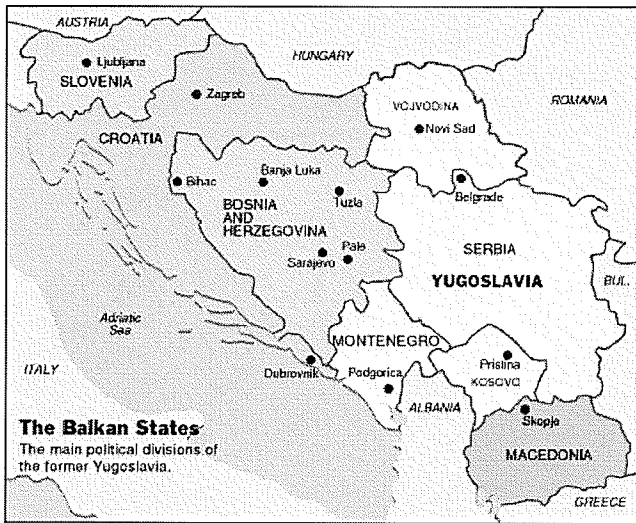 AUSTRIA
HUNGARY
Ljubljana
SLOVENIA
Zagreb
VOJVODINA
ROMANIA
Novi Sad
CROATIA
Bihac
Banja Luka
Tuzla
Belgrade
BOSNIA
AND
HERZEGOVINA
Sarajevo
Pale
SERBIA
YUGOSLAVIA
BUL.
Adriatic
Sea
MONTENEGRO
ITALY
Dubrovnik
Podgorica
Pristina
KOSOVO
ALBANIA
Skopje
MACEDONIA
GREECE
The Balkan States
The main political divisions of
the former Yugoslavia.